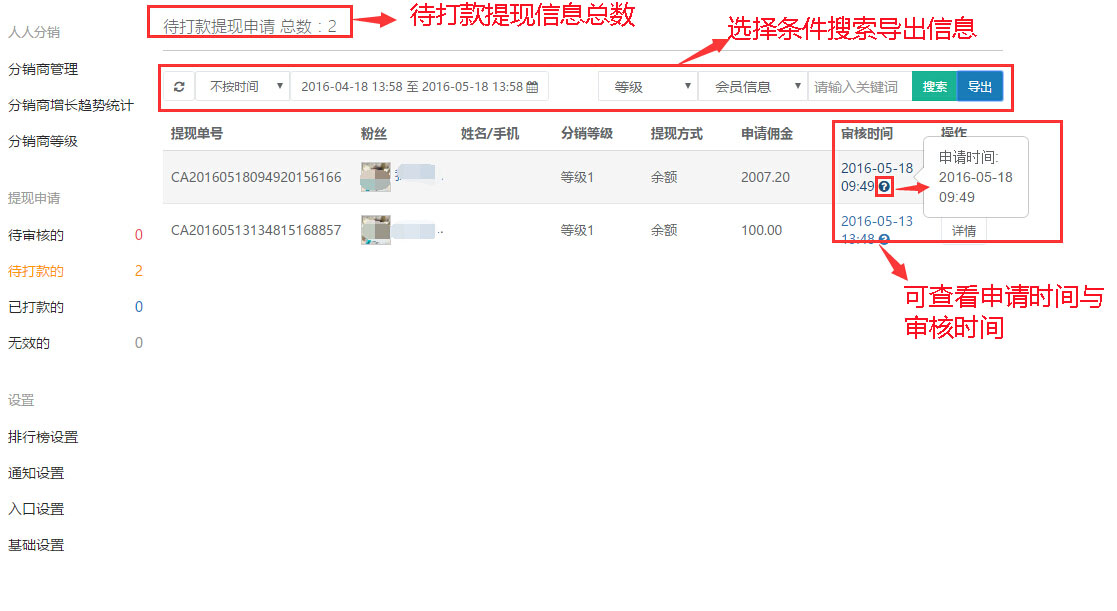 人人分销
分销商管理
分销商增长趋势统计
分销商等级
提现申请
待审核的 0
待打款的 2
已打款的 0
无效的 0
设置
排行榜设置
通知设置
入口设置
基础设置
待打款提现申请 总数：2
待打款提现信息总数
选择条件搜索导出信息
不按时间 2016-04-18 13:58 至 2016-05-18 13:58 等级 会员信息 请输入关键词 搜索 导出
提现单号 粉丝 姓名/手机 分销等级 提现方式 申请佣金 审核时间 操作
CA20160518094920156166 等级1 余额 2007.20 2016-05-18
09:49
申请时间:
2016-05-18
09:49
CA20160513134815168857 .. 等级1 余额 100.00 2016-05-13
13:48 详情
可查看申请时间与
审核时间